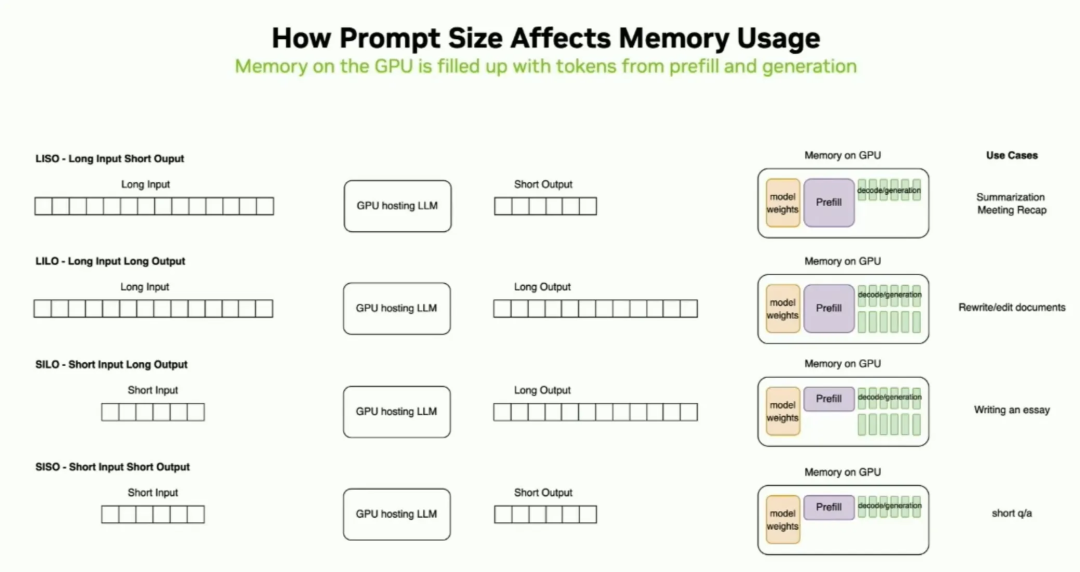 How Prompt Size Affects Memory Usage
Memory on the GPU is filled up with tokens from prefill and generation
LISO - Long Input Short Ouput
Long Input
GPU hosting LLM
Short Output
Memory on GPU
model
weights
Prefill
decode/generation
Use Cases
Summarization
Meeting Recap
LILO - Long Input Long Output
Long Input
GPU hosting LLM
Long Output
Memory on GPU
model
weights
Prefill
decode/generation
Rewrite/edit documents
SILO - Short Input Long Output
Short Input
GPU hosting LLM
Long Output
Memory on GPU
model
weights
Prefill
decode/generation
Writing an essay
SISO - Short Input Short Output
Short Input
GPU hosting LLM
Short Output
Memory on GPU
model
weights
Prefill
decode/generation
short q/a